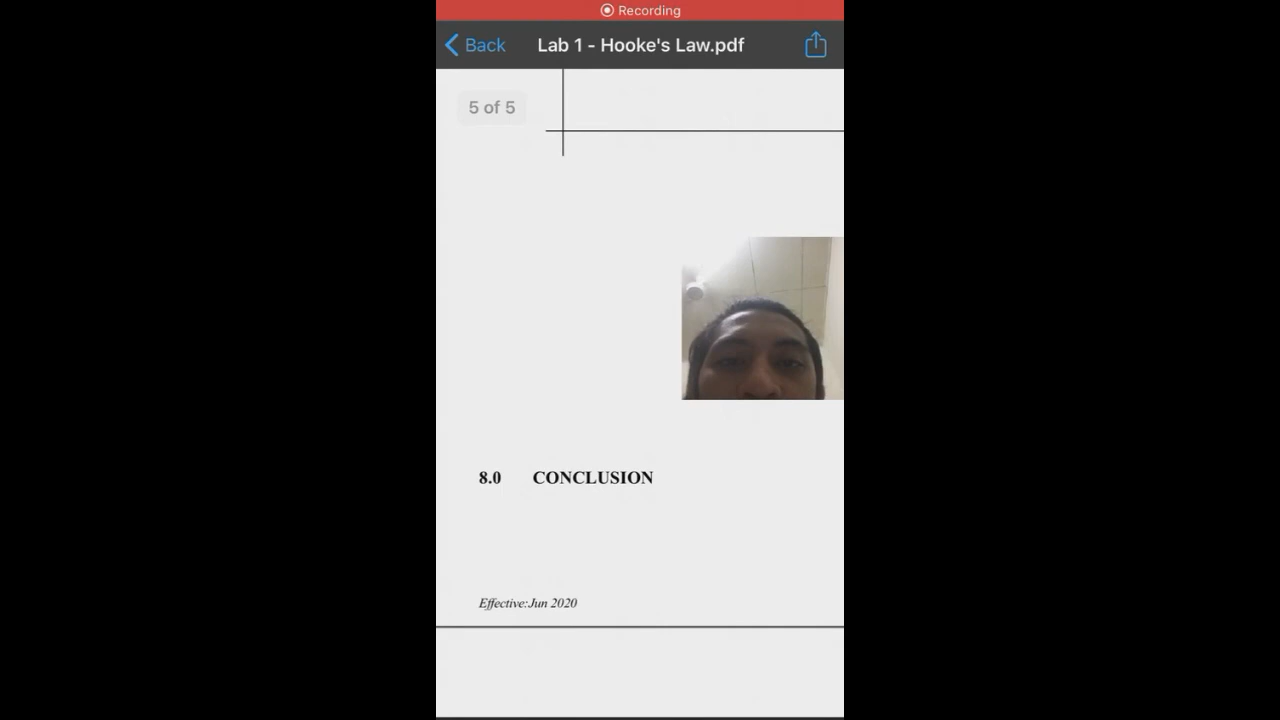 Recording
Back Lab 1 - Hooke's Law.pdf
5 of 5
8.0 CONCLUSION
Effective:Jun 2020